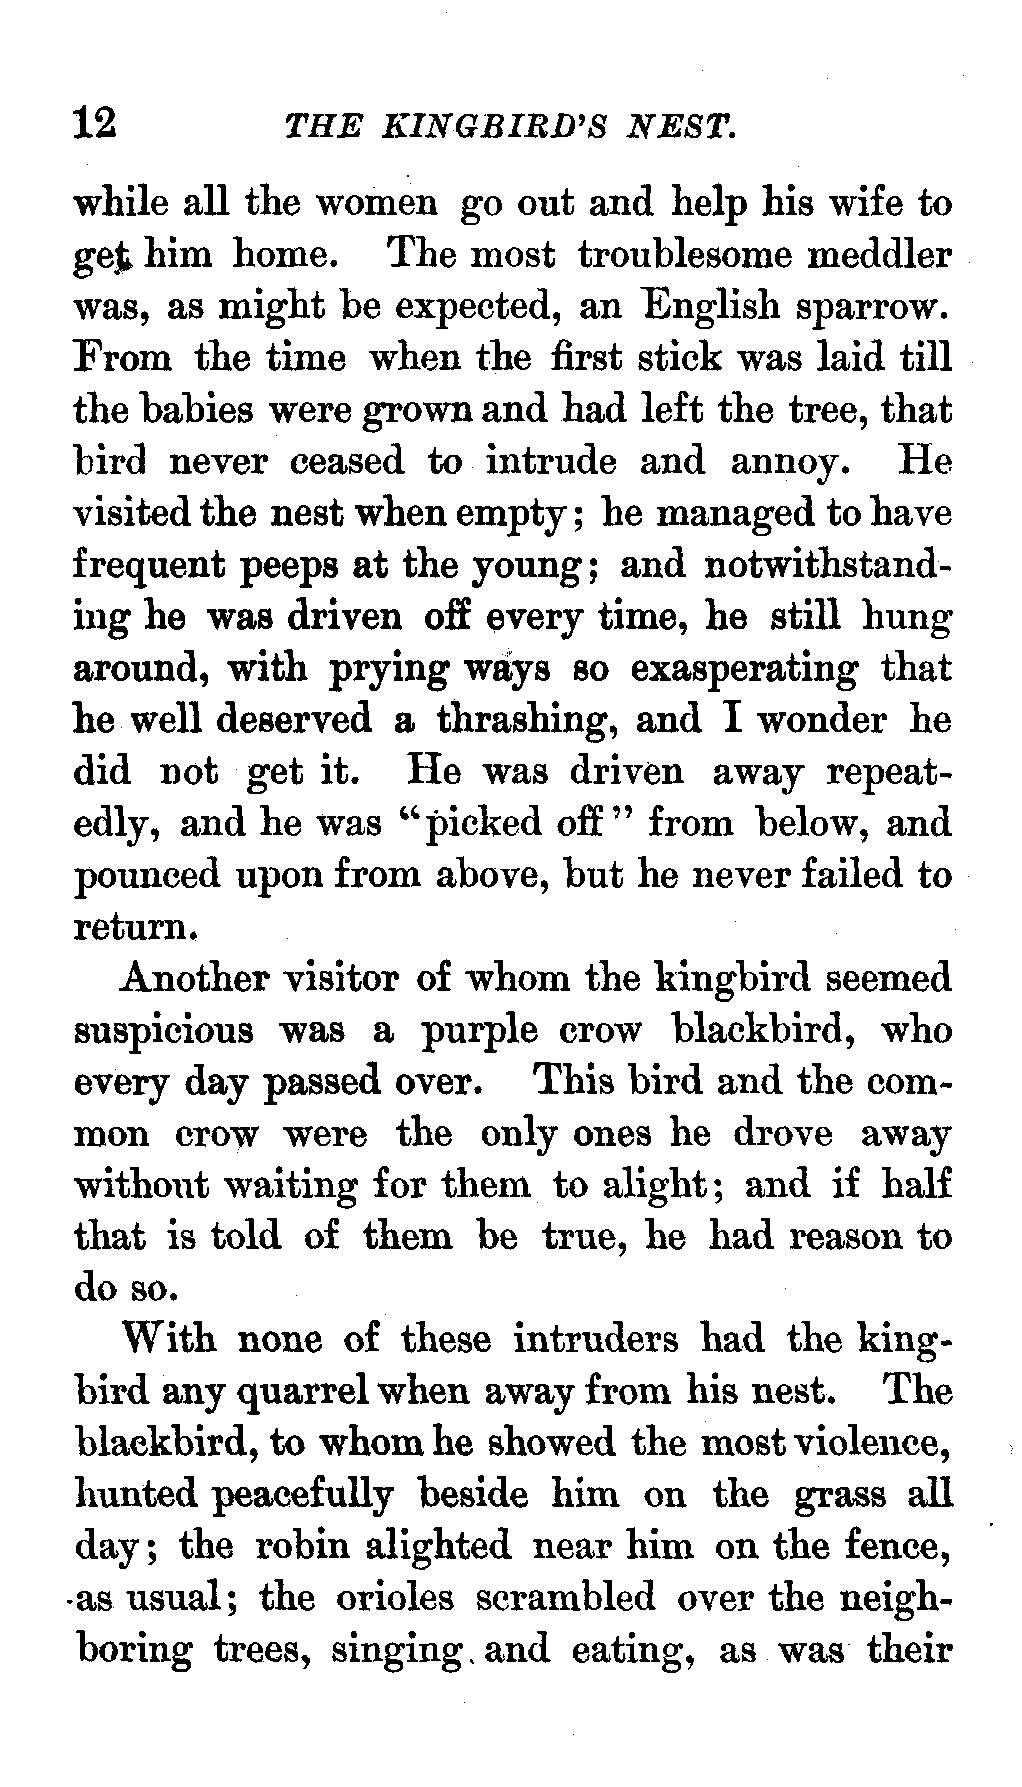 12 THE KINGBIRD'S NEST.
while all the women go out and help his wife to
get him home. The most troublesome meddler
was, as might be expected, an English sparrow.
From the time when the first stick was laid till
the babies were grown and had left the tree, that
bird never ceased to intrude and annoy. He
visited the nest when empty; he managed to have
frequent peeps at the young; and notwithstand-
ing he was driven off every time, he still hung
around, with prying ways so exasperating that
he well deserved a thrashing, and I wonder he
did not get it. He was driven away repeat-
edly, and he was "picked off" from below, and
pounced upon from above, but he never failed to
return.
Another visitor of whom the kingbird seemed
suspicious was a purple crow blackbird, who
every day passed over. This bird and the com-
mon crow were the only ones he drove away
without waiting for them to alight; and if half
that is told of them be true, he had reason to
do so.
With none of these intruders had the king-
bird any quarrel when away from his nest. The
blackbird, to whom he showed the most violence,
hunted peacefully beside him on the grass all
day; the robin alighted near him on the fence,
as usual; the orioles scrambled over the neigh-
boring trees, singing and eating, as was their